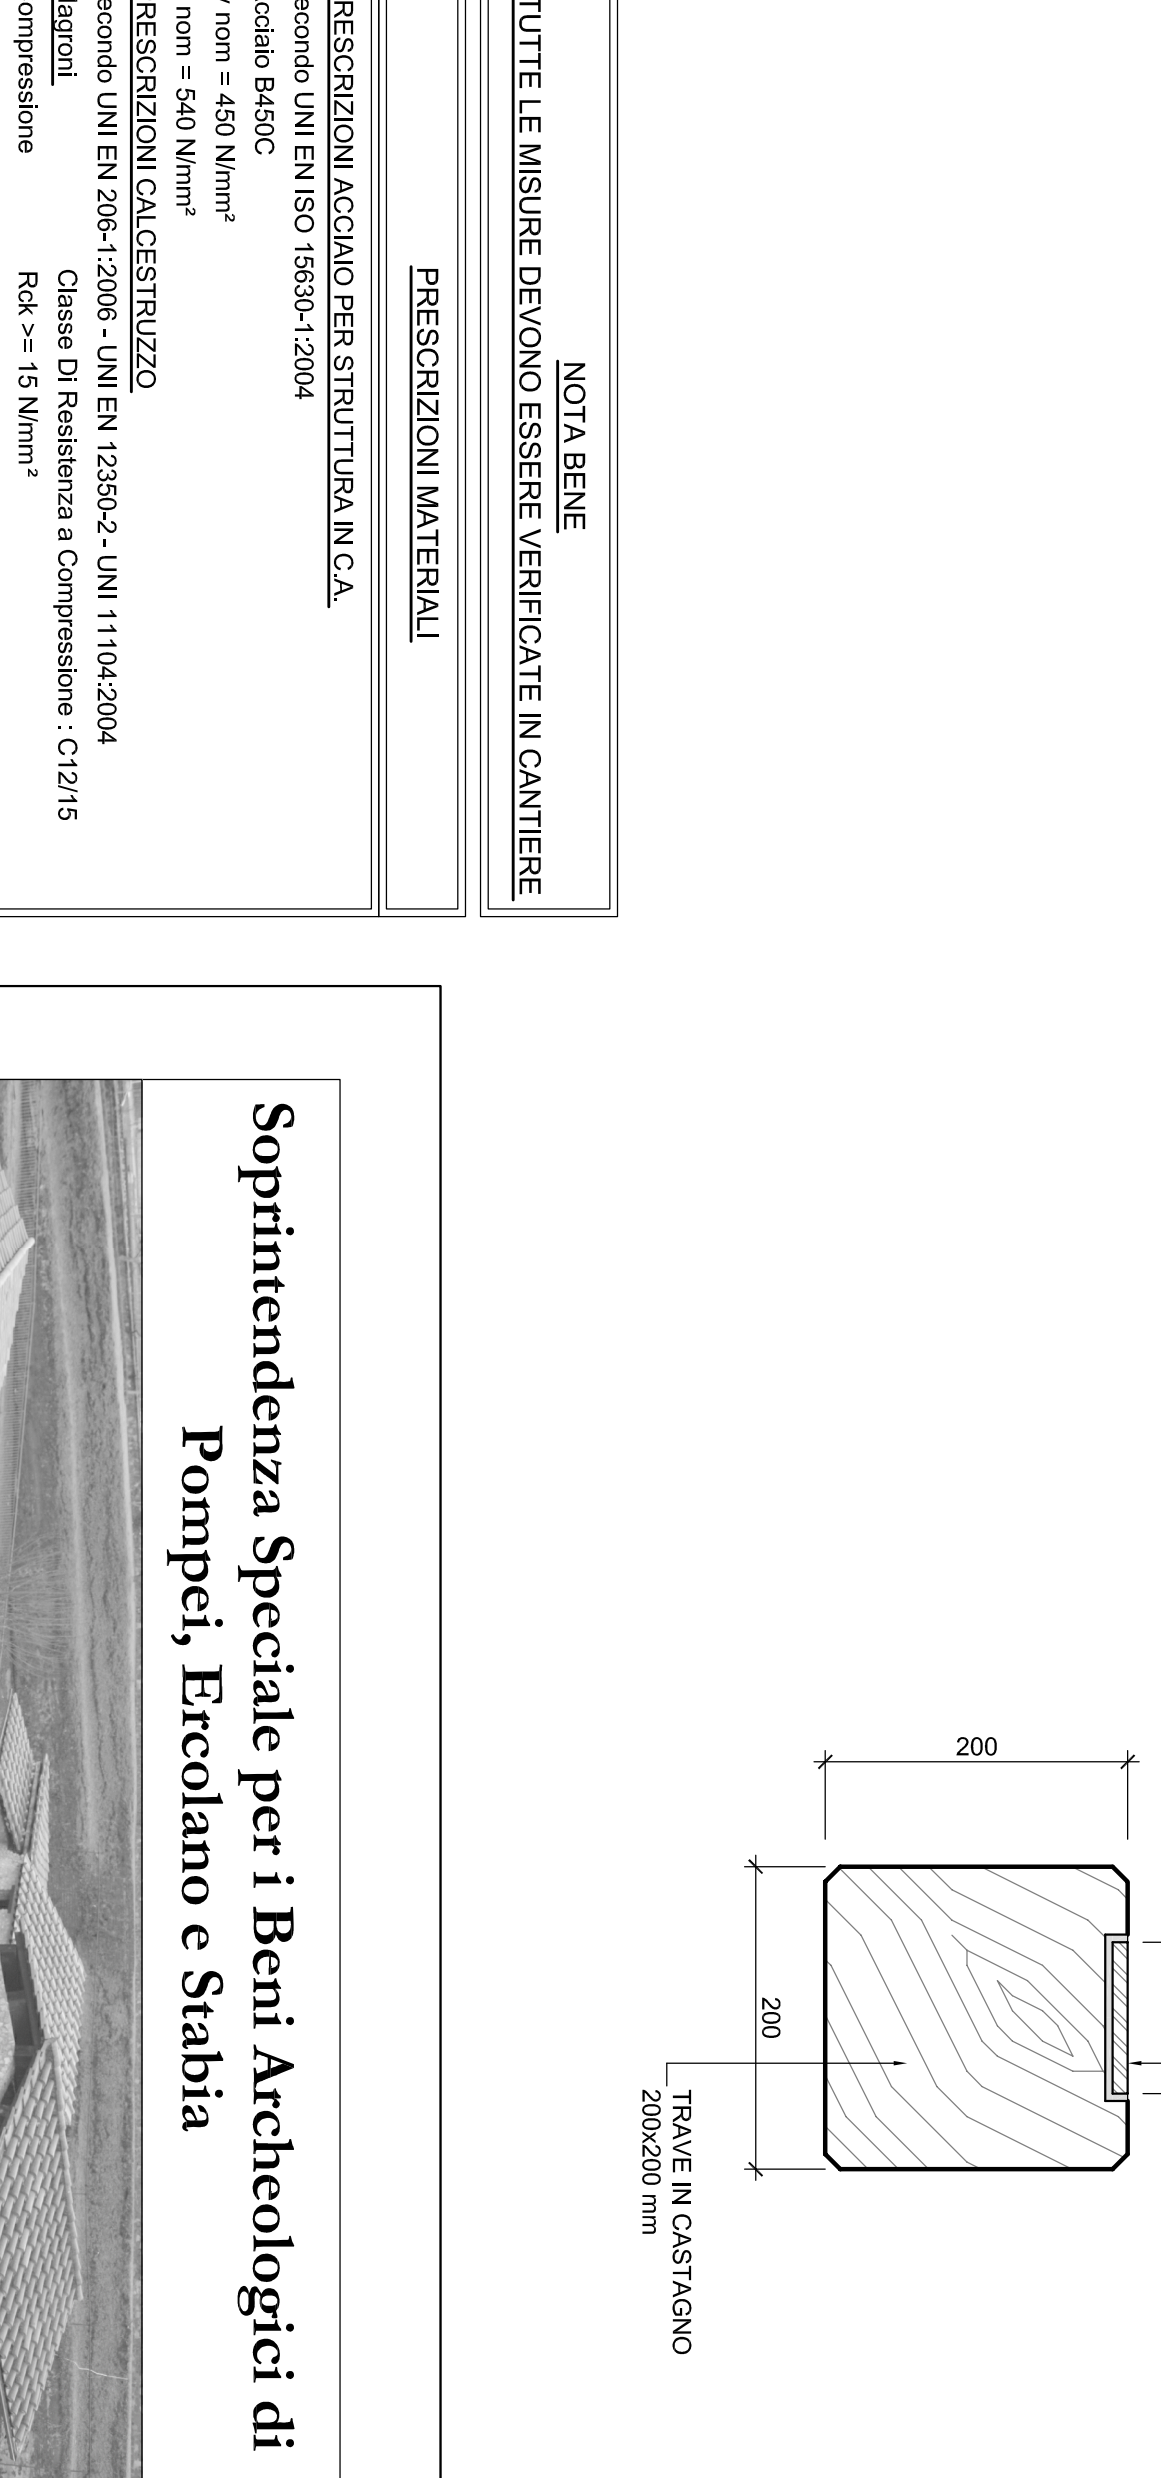 NOTA BENE
TUTTE LE MISURE DEVONO ESSERE VERIFICATE IN CANTIERE
PRESCRIZIONI MATERIALI
RESCRIZIONI ACCIAIO PER STRUTTURA IN C.A.
econdo UNI EN ISO 15630-1:2004
cciaio B450C
y nom = 450 N/mm²
nom = 540 N/mm²
RESCRIZIONI CALCESTRUZZO
econdo UNI EN 206-1:2006 - UNI EN 12350-2 - UNI 11104:2004
lagroni Classe Di Resistenza a Compressione : C12/15
ompressione Rck >= 15 N/mm²
200
200
TRAVE IN CASTAGNO
200x200 mm
Soprintendenza Speciale per i Beni Archeologici di
Pompei, Ercolano e Stabia